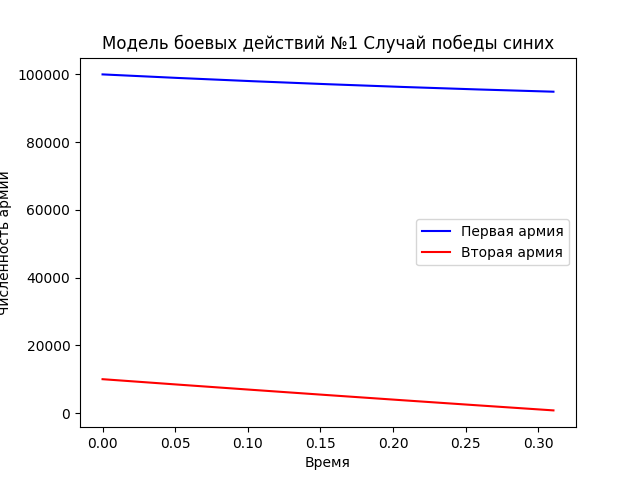 Модель боевых действий №1 Случай победы синих
100000
80000
60000
40000
20000
0
Численность армии
Первая армия
Вторая армия
0.00 0.05 0.10 0.15 0.20 0.25 0.30
Время